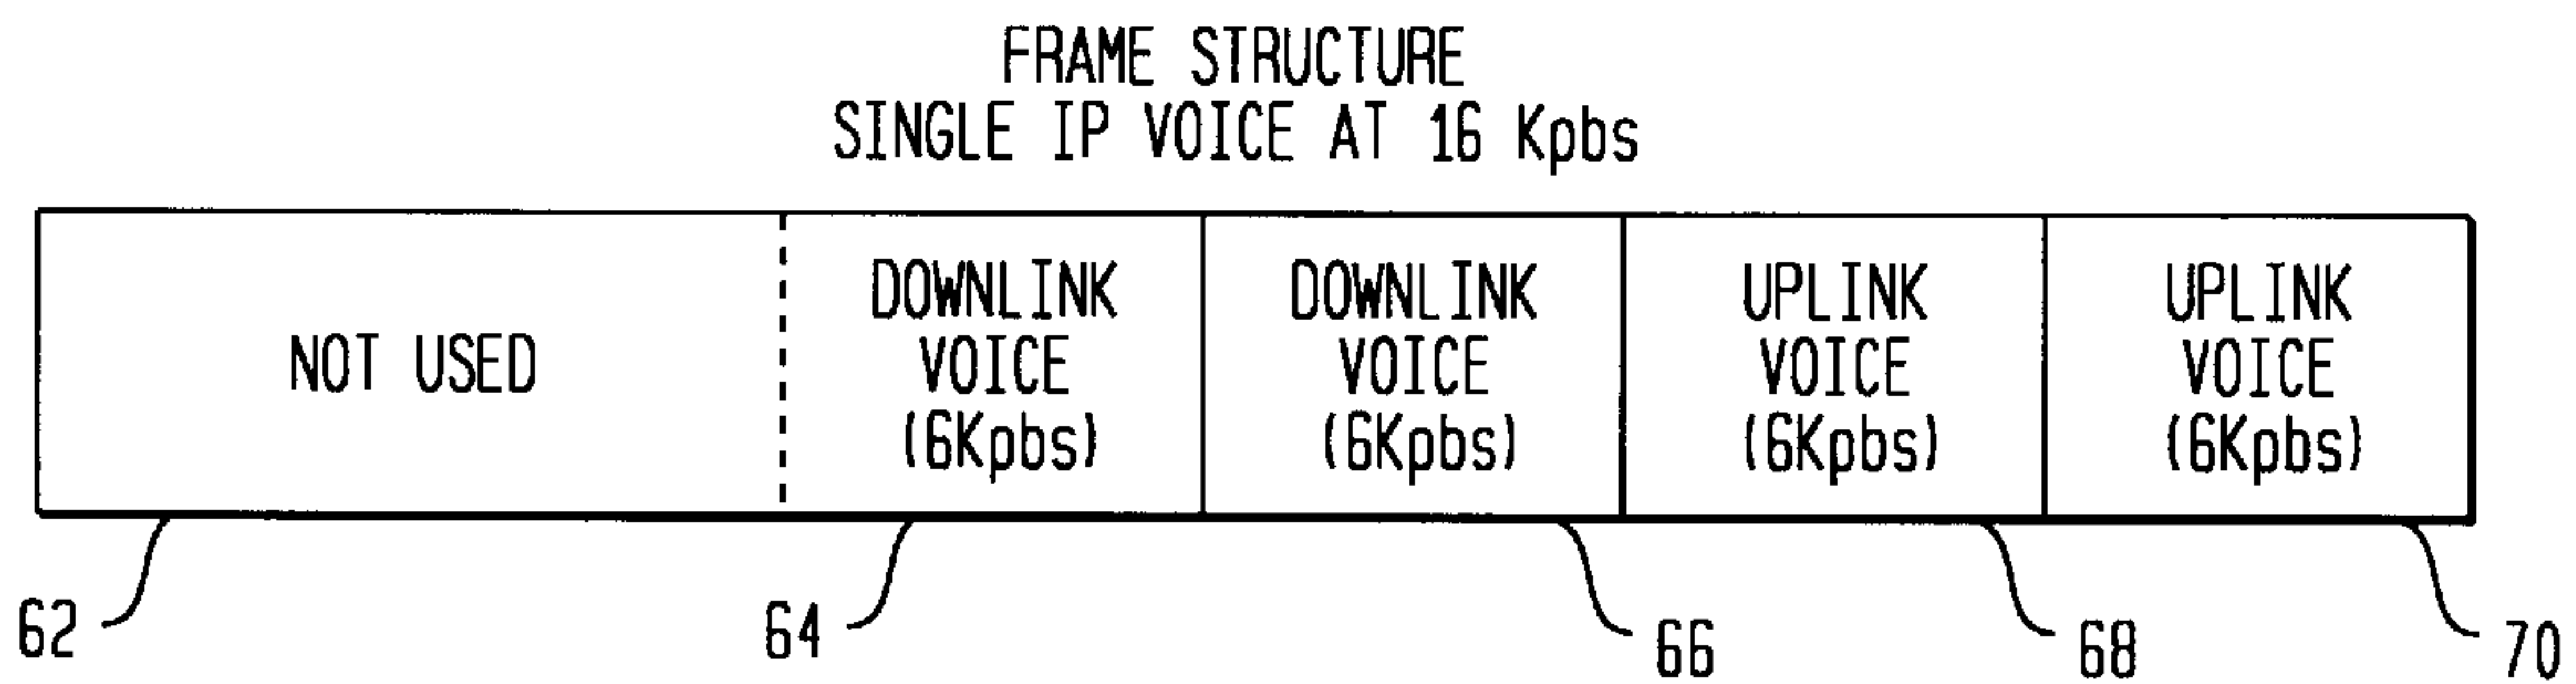 FRAME STRUCTURE
SINGLE IP VOICE AT 16 Kpbs
NOT USED
DOWNLINK
VOICE
(6Kpbs)
DOWNLINK
VOICE
(6Kpbs)
UPLINK
VOICE
(6Kpbs)
UPLINK
VOICE
(6Kpbs)
62
64
66
68
70